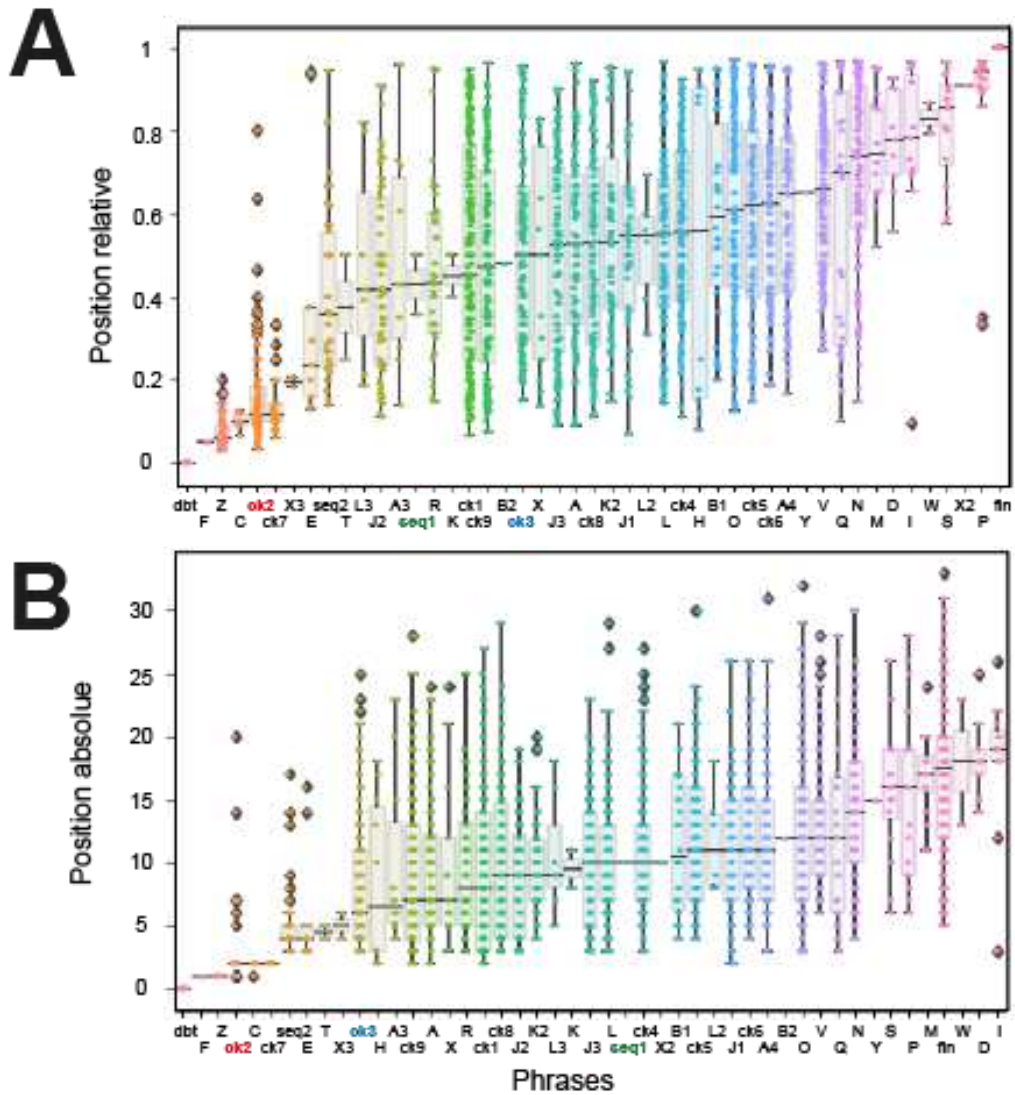 A
Position relative
1
0.8
0.6
0.4
0.2
0
dbt Z ok2 X3 seq2 L3 A3 R ck1 B2 X A K2 L2 ck4 B1 ck5 A4 V N D W X2 fin
F C ck7 E T J2 seq1 K ck9 ok3 J3 ck8 J1 L H O ck6 Y Q M I S P
B
Position absolue
30
25
20
15
10
5
0
dbt Z C seq2 T ok3 A3 A R ck8 K2 K L ck4 B1 L2 ck6 B2 V N S M W I
F ok2 ck7 E X3 H ck9 X ck1 J2 L3 J3 seq1 X2 ck5 J1 A4 O Q Y P fin D
Phrases